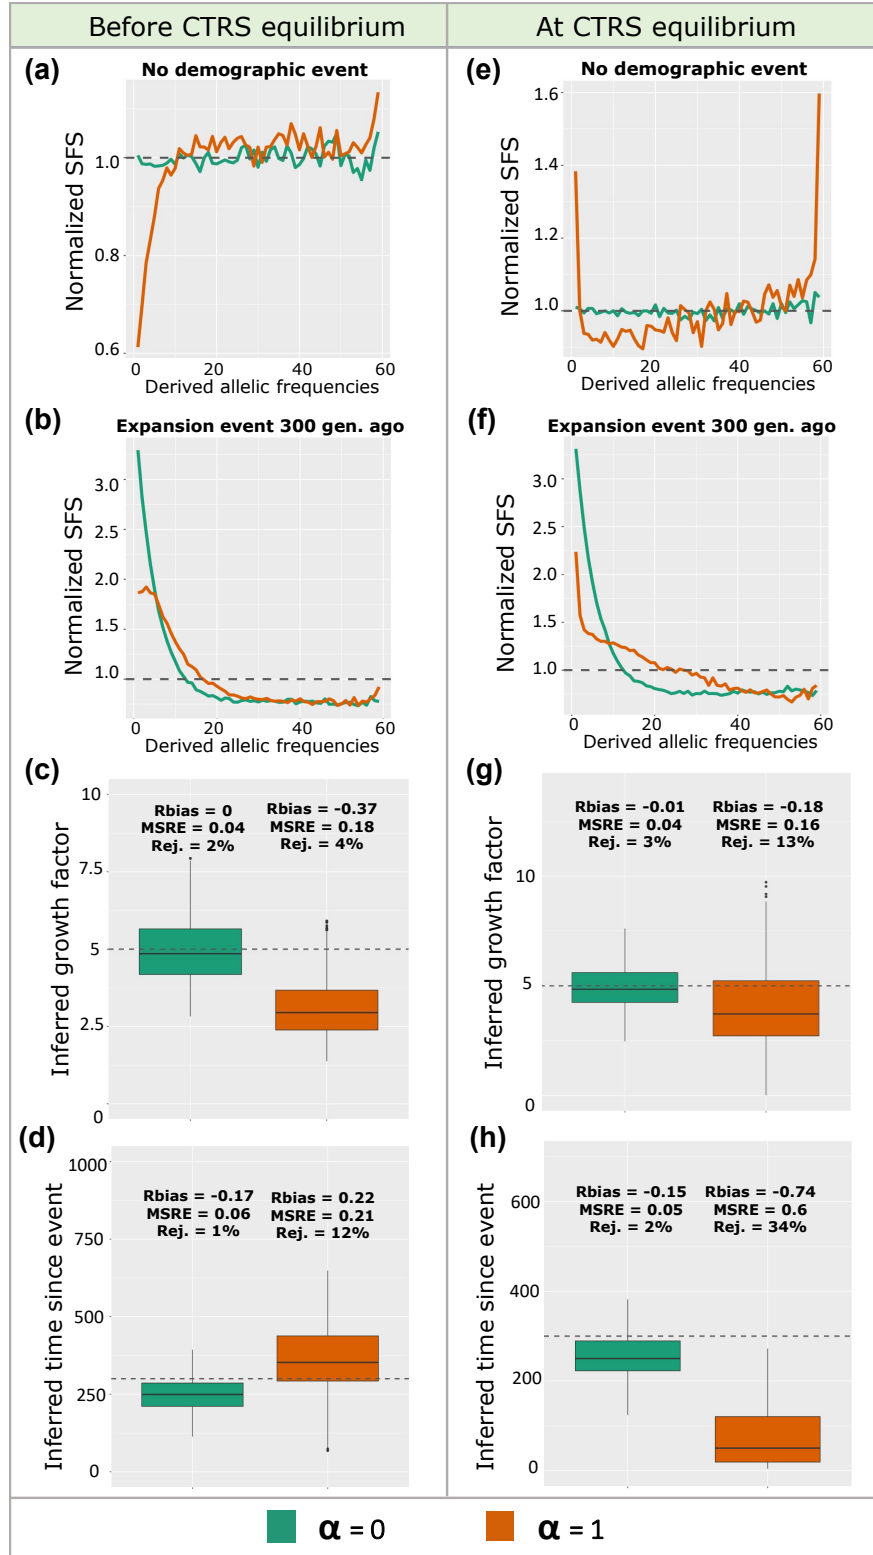 Before CTRS equilibrium
At CTRS equilibrium
(a)
No demographic event
Normalized SFS
1.0
0.8
0.6
0
20
40
60
Derived allelic frequencies
(b)
Expansion event 300 gen. ago
Normalized SFS
3.0
2.5
2.0
1.5
1.0
0
20
40
60
Derived allelic frequencies
(c)
Inferred growth factor
10
7.5
5
2.5
0
Rbias = 0
MSRE = 0.04
Rej. = 2%
Rbias = -0.37
MSRE = 0.18
Rej. = 4%
(d)
Inferred time since event
1000
750
500
250
0
Rbias = -0.17
MSRE = 0.06
Rej. = 1%
Rbias = 0.22
MSRE = 0.21
Rej. = 12%
(e)
No demographic event
Normalized SFS
1.6
1.4
1.2
1.0
0
20
40
60
Derived allelic frequencies
(f)
Expansion event 300 gen. ago
Normalized SFS
3.0
2.5
2.0
1.5
1.0
0
20
40
60
Derived allelic frequencies
(g)
Inferred growth factor
10
5
0
Rbias = -0.01
MSRE = 0.04
Rej. = 3%
Rbias = -0.18
MSRE = 0.16
Rej. = 13%
(h)
Inferred time since event
600
400
200
0
Rbias = -0.15
MSRE = 0.05
Rej. = 2%
Rbias = -0.74
MSRE = 0.6
Rej. = 34%
α = 0
α = 1